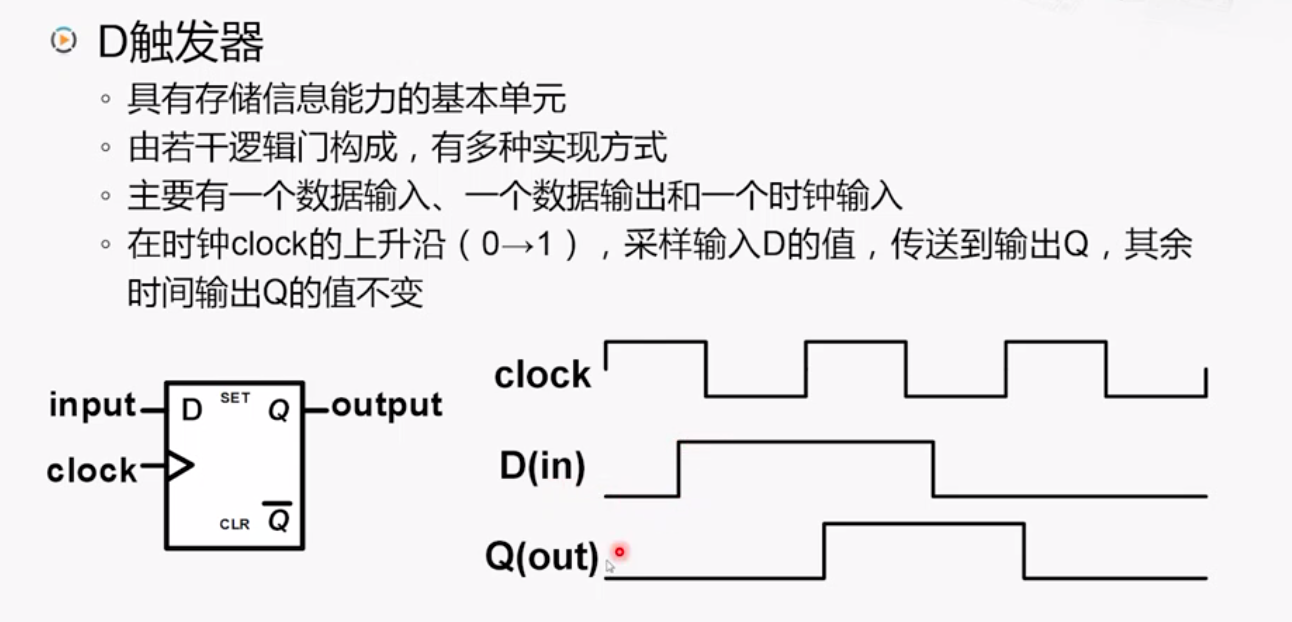 D触发器
具有存储信息能力的基本单元
由若干逻辑门构成，有多种实现方式
主要有一个数据输入、一个数据输出和一个时钟输入
在时钟clock的上升沿（0→1），采样输入D的值，传送到输出Q，其余
时间输出Q的值不变
input
D
SET
Q
output
clock
CLR
Q̅
clock
D(in)
Q(out)